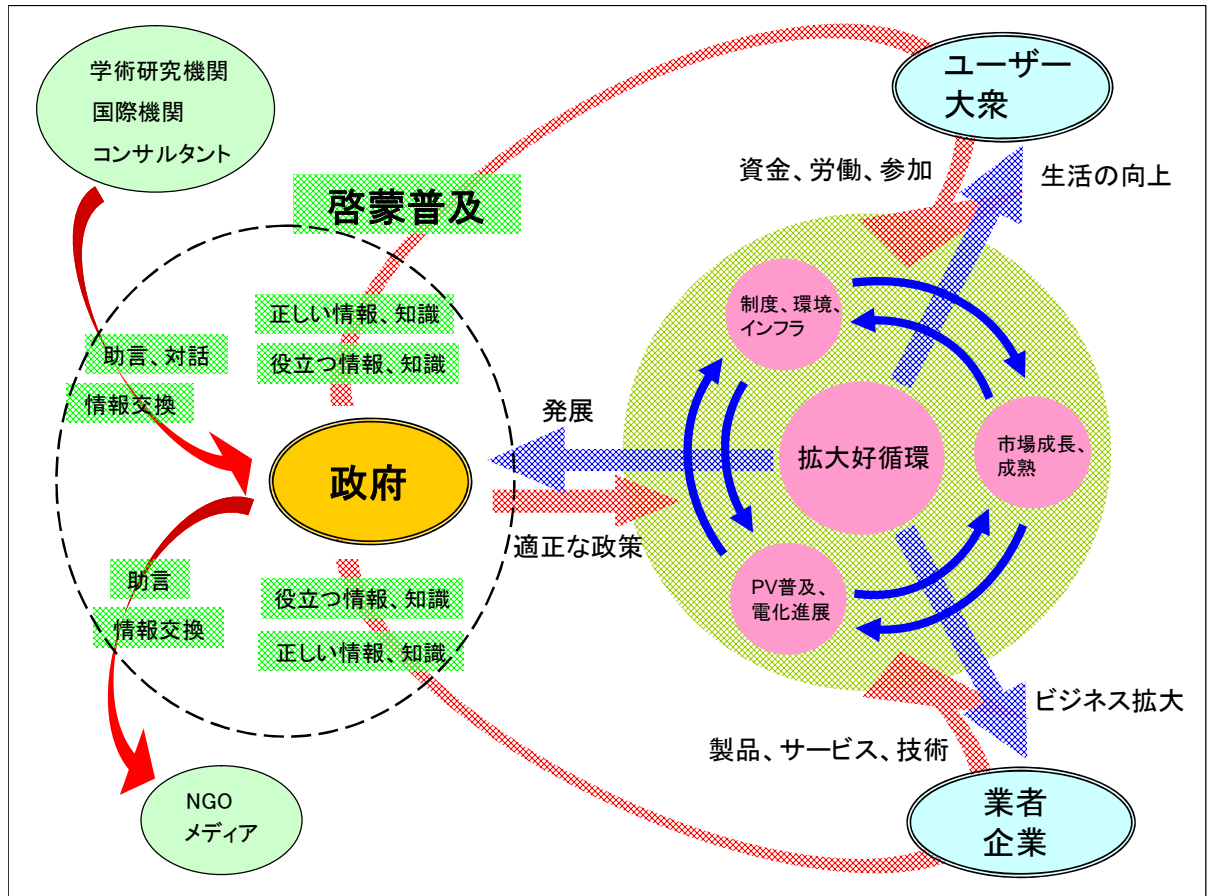 学術研究機関
国際機関
コンサルタント
ユーザー
大衆
資金、労働、参加
生活の向上
啓蒙普及
正しい情報、知識
役立つ情報、知識
助言、対話
情報交換
制度、環境、
インフラ
発展
政府
適正な政策
拡大好循環
市場成長、
成熟
PV普及、
電化進展
助言
情報交換
役立つ情報、知識
正しい情報、知識
ビジネス拡大
製品、サービス、技術
NGO
メディア
業者
企業